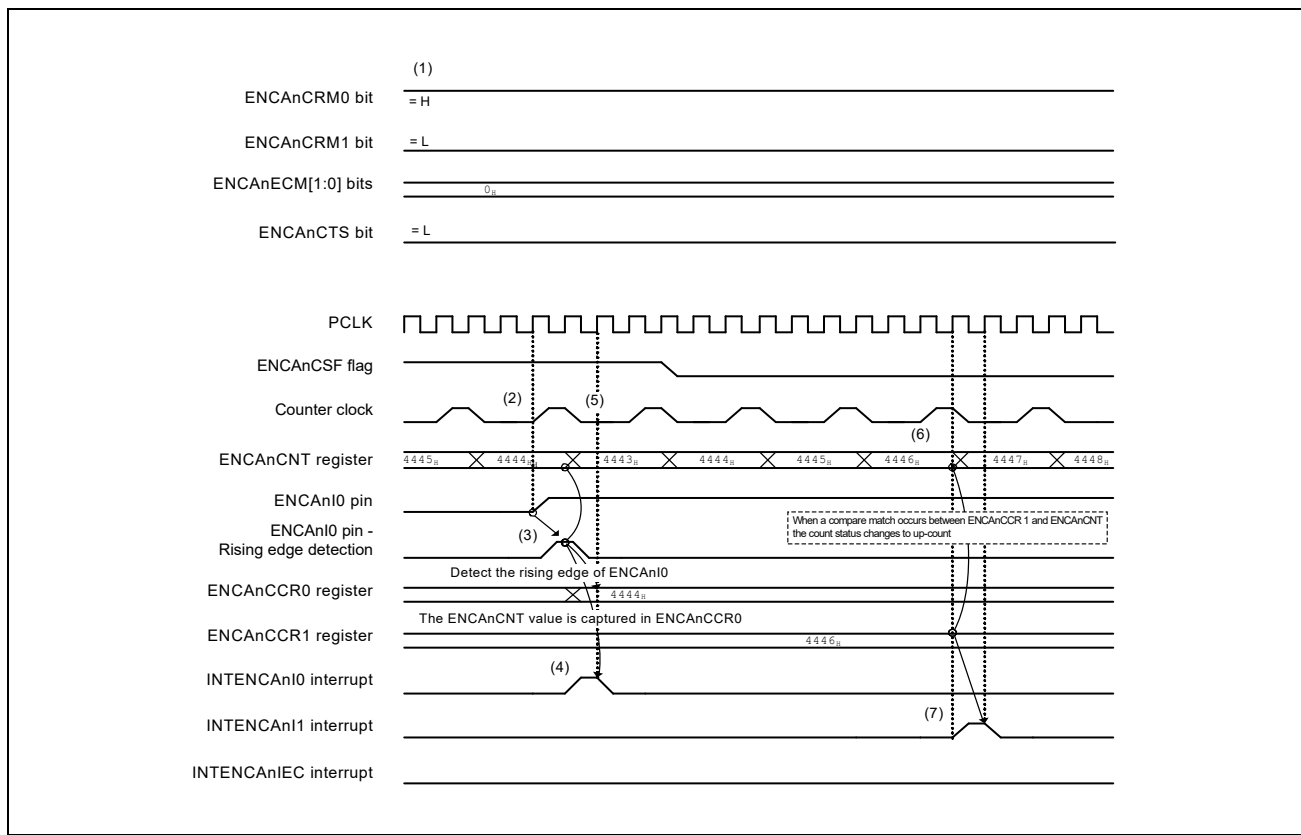 (1)
ENCAnCRM0 bit = H
ENCAnCRM1 bit = L
ENCAnECM[1:0] bits 0H
ENCAnCTS bit = L
PCLK
ENCAnCSF flag
Counter clock (2) (5) (6)
ENCAnCNT register 4445H 4444H 4443H 4444H 4445H 4446H 4447H 4448H
ENCAnI0 pin
ENCAnI0 pin - (3)
Rising edge detection
When a compare match occurs between ENCAnCCR1 and ENCAnCNT
the count status changes to up-count
Detect the rising edge of ENCAnI0
ENCAnCCR0 register 4444H
The ENCAnCNT value is captured in ENCAnCCR0
ENCAnCCR1 register 4446H
INTENCAnI0 interrupt (4)
INTENCAnI1 interrupt (7)
INTENCAnIEC interrupt